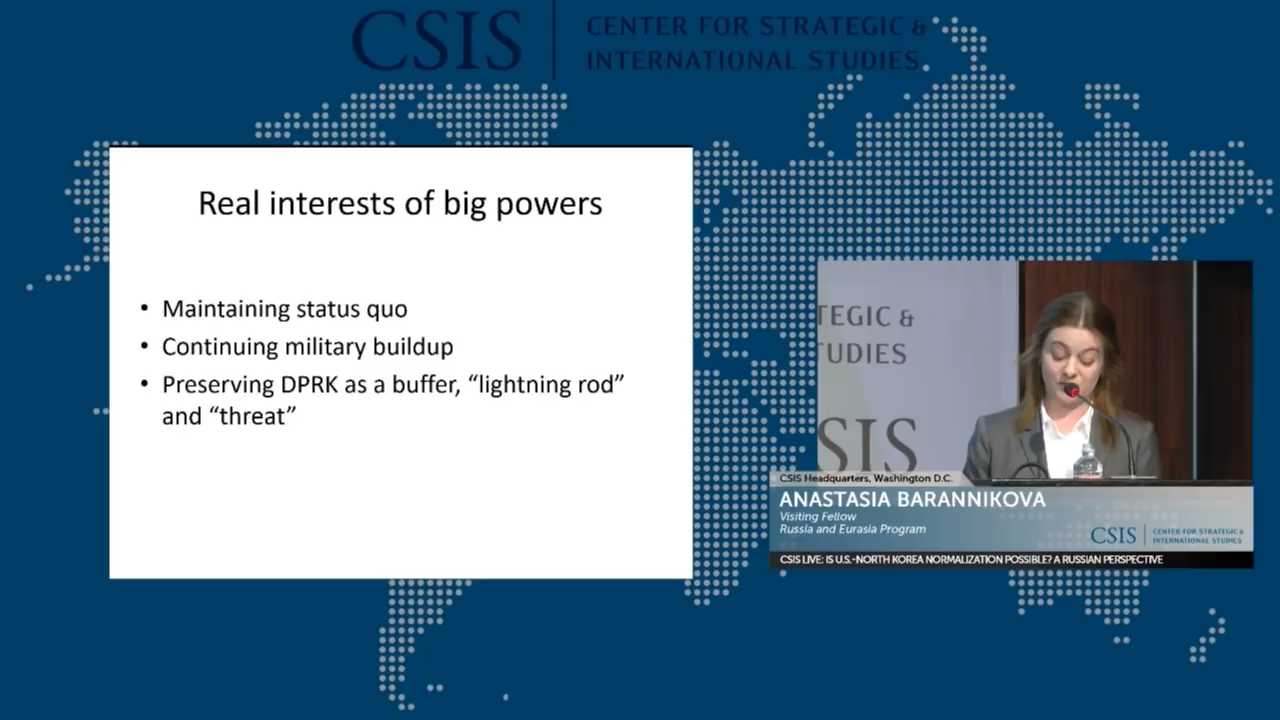 CSIS
CENTER FOR STRATEGIC &
INTERNATIONAL STUDIES
Real interests of big powers
• Maintaining status quo
• Continuing military buildup
• Preserving DPRK as a buffer, “lightning rod”
and “threat”
TEGIC &
TUDIES
SIS
CSIS Headquarters, Washington D.C.
ANASTASIA BARANNIKOVA
Visiting Fellow
Russia and Eurasia Program
CSIS
CENTER FOR STRATEGIC &
INTERNATIONAL STUDIES
CSIS LIVE: IS U.S.-NORTH KOREA NORMALIZATION POSSIBLE? A RUSSIAN PERSPECTIVE